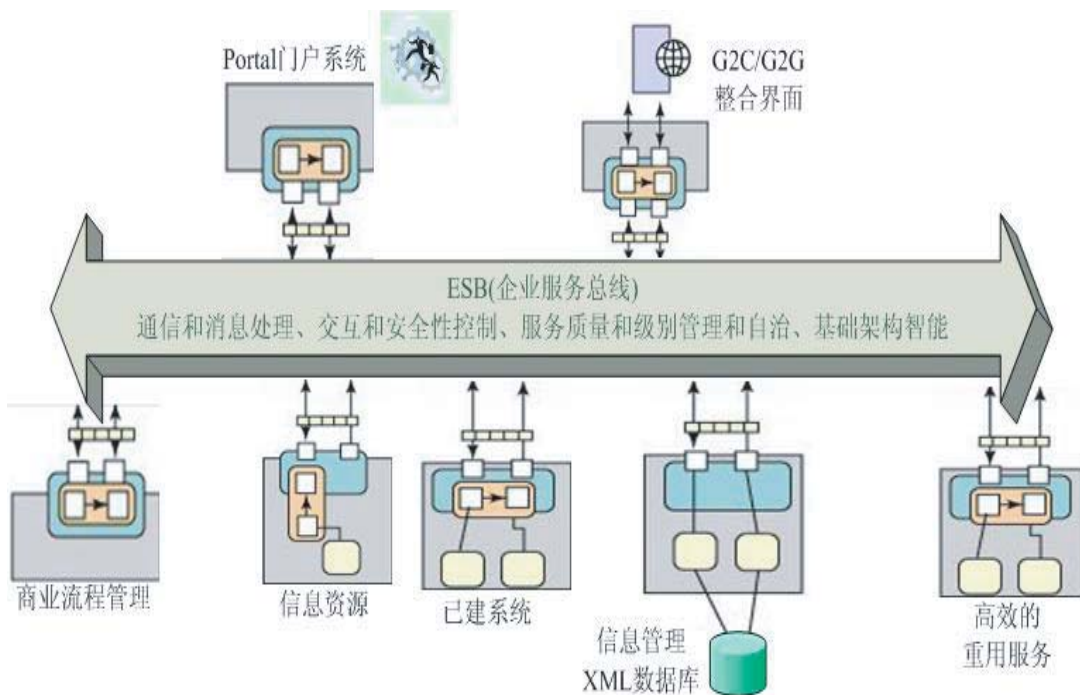 Portal门户系统
G2C/G2G
整合界面
ESB(企业服务总线)
通信和消息处理、交互和安全性控制、服务质量和级别管理和自治、基础架构智能
商业流程管理
信息资源
已建系统
信息管理
XML数据库
高效的
重用服务